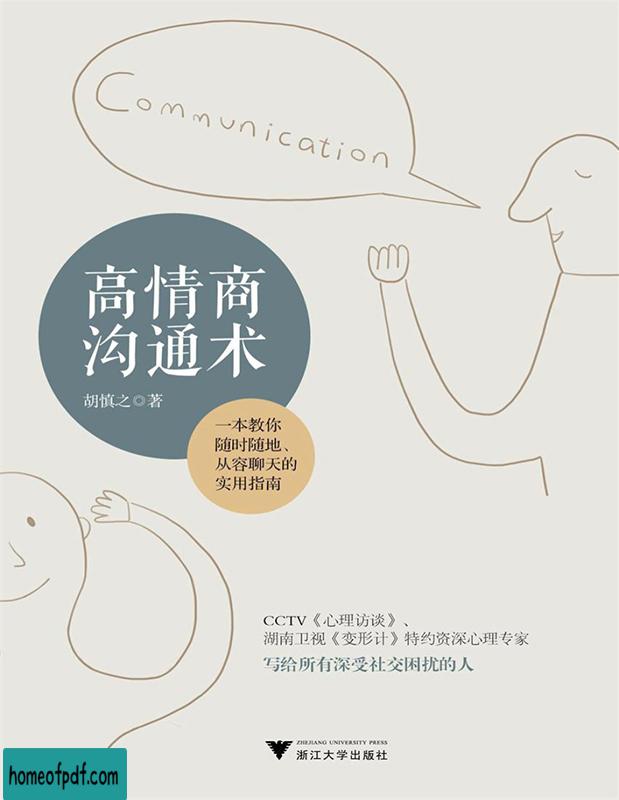 Communication
高情商
沟通术
胡慎之◎著
一本教你
随时随地、
从容聊天的
实用指南
CCTV《心理访谈》、
湖南卫视《变形计》特约资深心理专家
写给所有深受社交困扰的人
ZHEJIANG UNIVERSITY PRESS
浙江大学出版社
homeofpdf.com